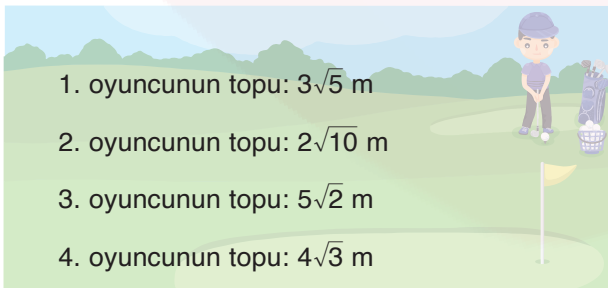 1. oyuncunun topu: 3√5 m
2. oyuncunun topu: 2√10 m
3. oyuncunun topu: 5√2 m
4. oyuncunun topu: 4√3 m